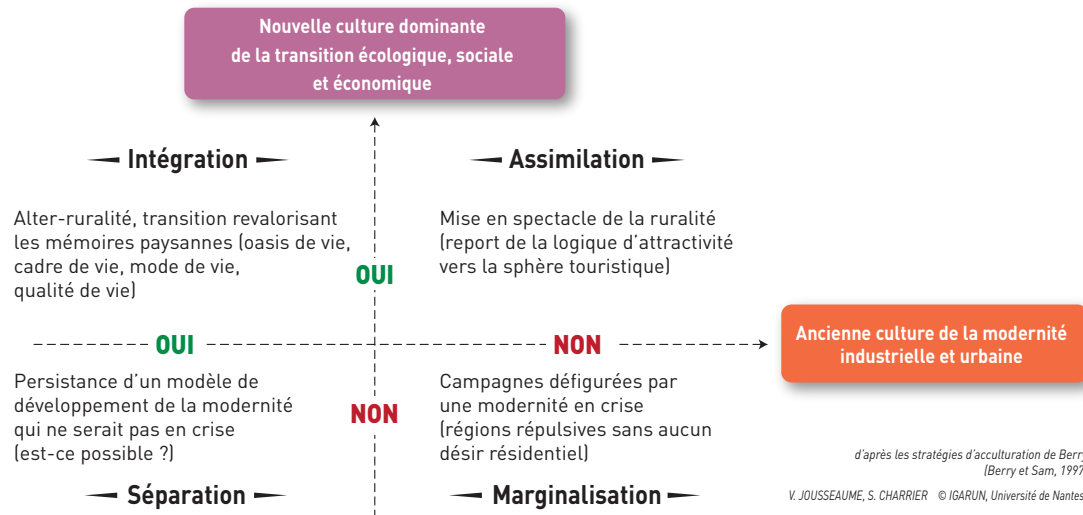 Nouvelle culture dominante
de la transition écologique, sociale
et économique
Intégration
Assimilation
Alter-ruralité, transition revalorisant
les mémoires paysannes (oasis de vie,
cadre de vie, mode de vie,
qualité de vie)
Mise en spectacle de la ruralité
(report de la logique d'attractivité
vers la sphère touristique)
OUI
OUI
NON
Ancienne culture de la modernité
industrielle et urbaine
Persistance d'un modèle de
développement de la modernité
qui ne serait pas en crise
(est-ce possible ?)
NON
Campagnes défigurées par
une modernité en crise
(régions répulsives sans aucun
désir résidentiel)
Séparation
Marginalisation
d'après les stratégies d'acculturation de Berry
(Berry et Sam, 1997
V. JOUSSEAUME, S. CHARRIER © IGARUN, Université de Nantes